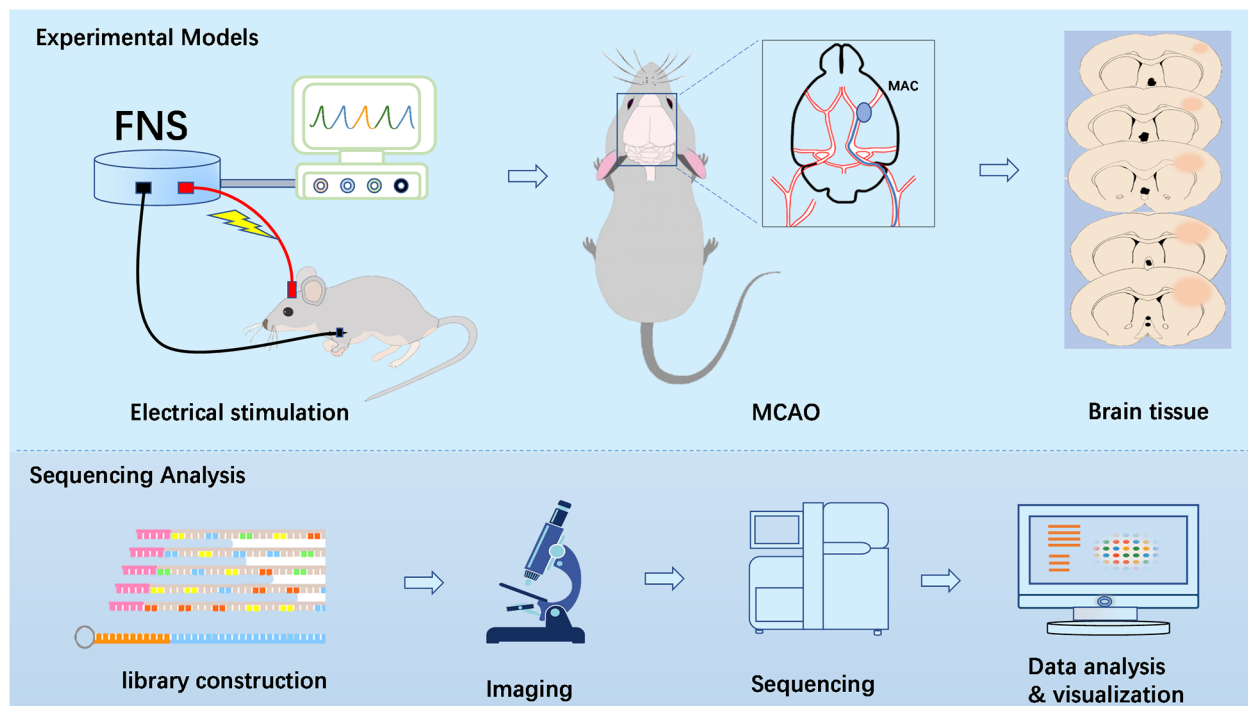 Experimental Models
FNS
MAC
Electrical stimulation
MCAO
Brain tissue
Sequencing Analysis
library construction
Imaging
Sequencing
Data analysis
& visualization